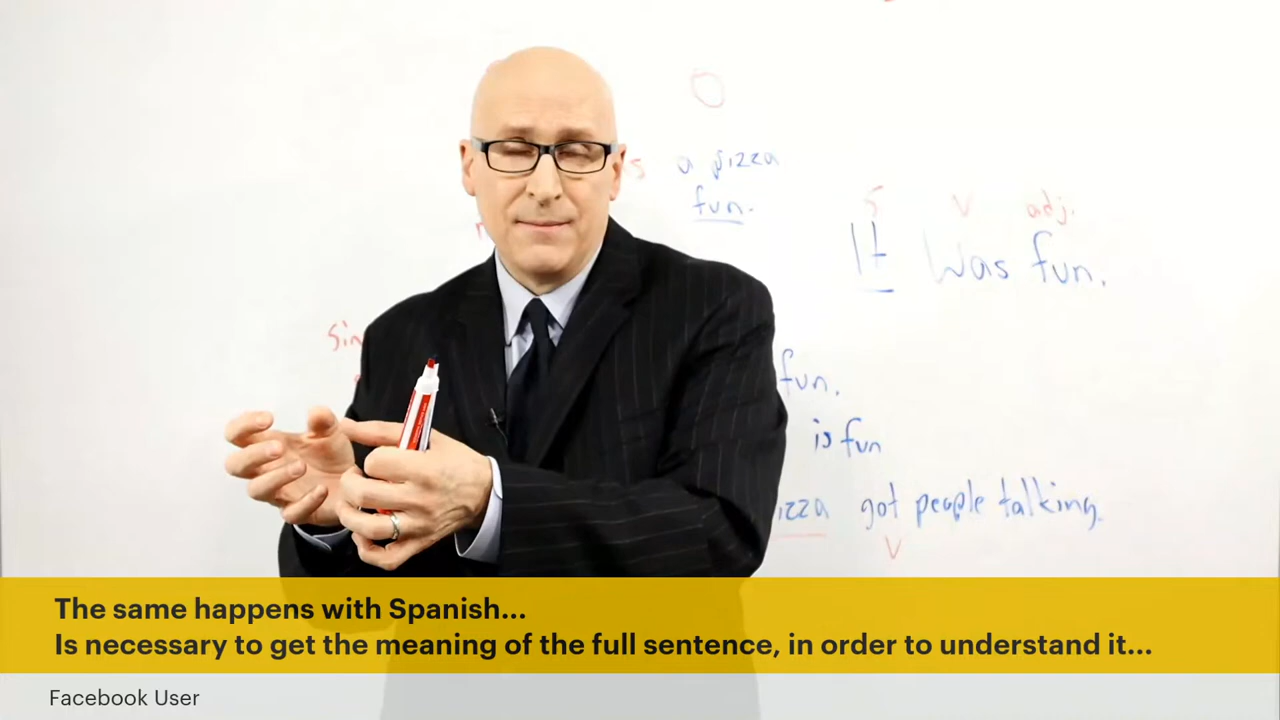 O
a pizza
fun.
S V adj.
It was fun.
fun.
is fun
got people talking.
V
The same happens with Spanish...
Is necessary to get the meaning of the full sentence, in order to understand it...
Facebook User